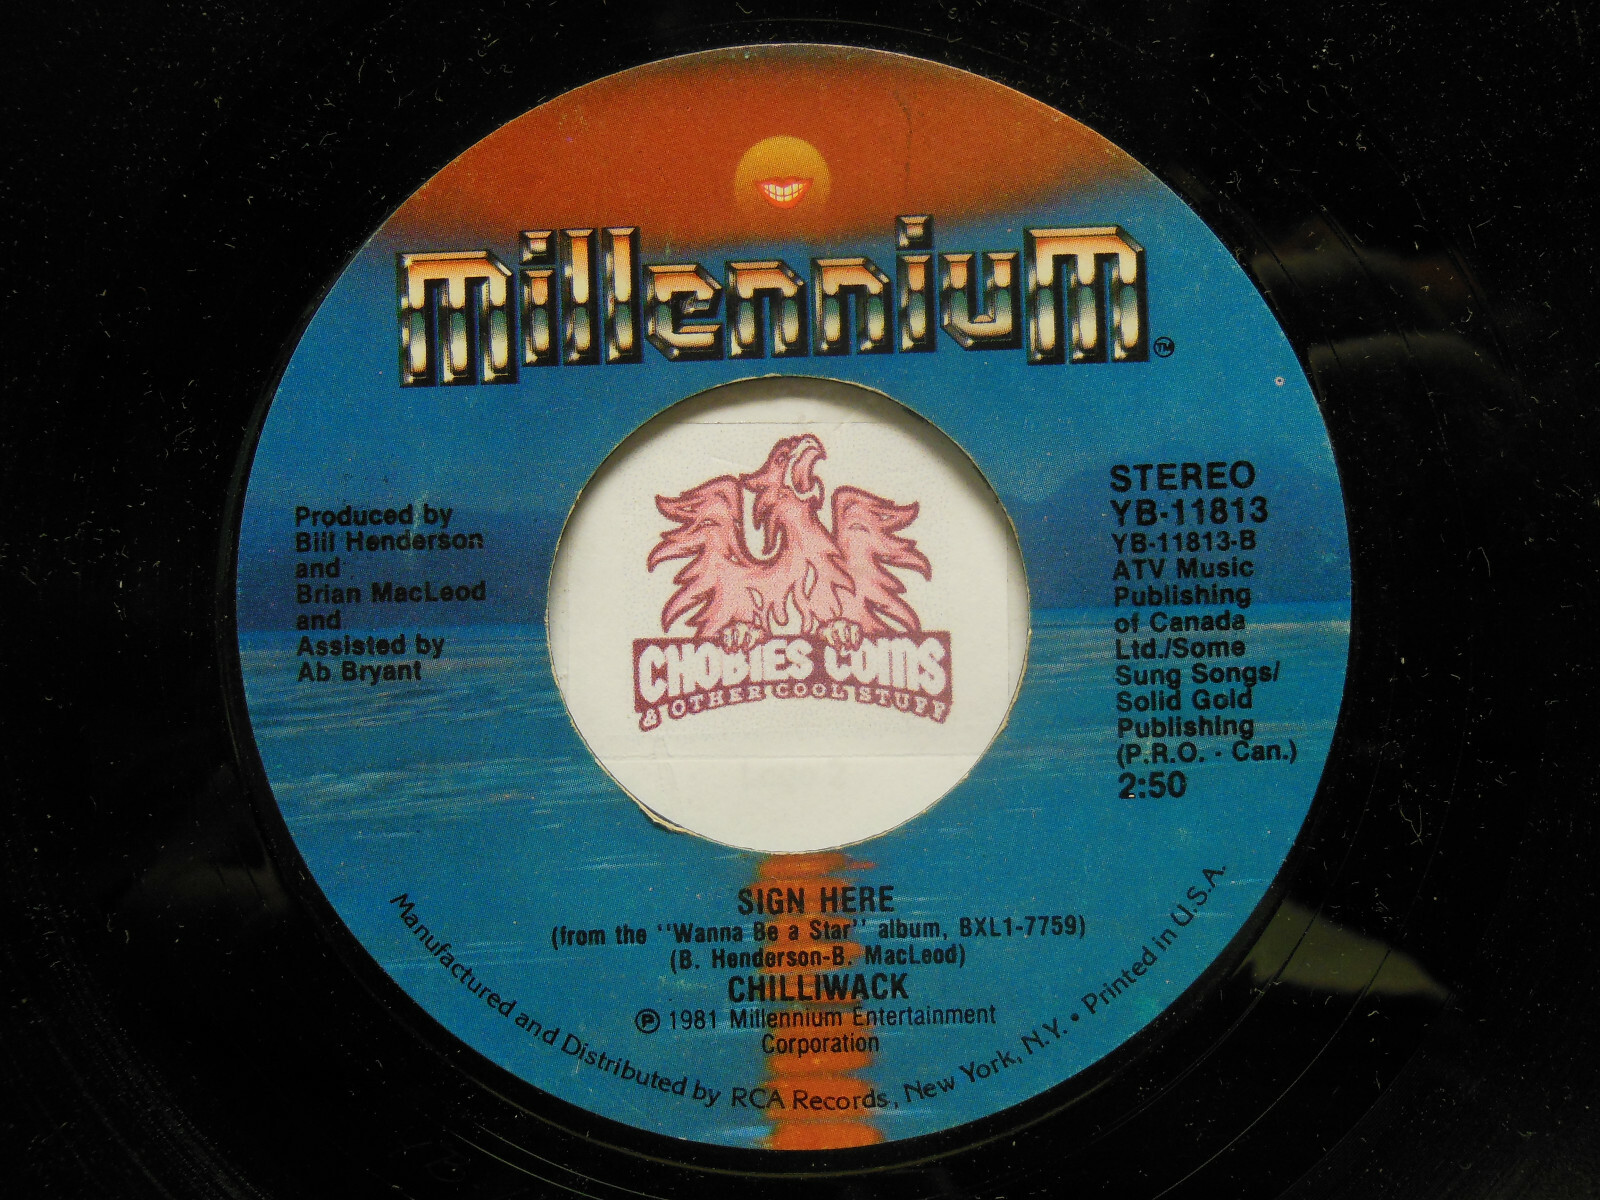 millennium
TM
Produced by
Bill Henderson
and
Brian MacLeod
and
Assisted by
Ab Bryant
STEREO
YB-11813
YB-11813-B
ATV Music
Publishing
of Canada
Ltd./Some
Sung Songs/
Solid Gold
Publishing
(P.R.O. - Can.)
2:50
CHOBIES COINS
& OTHER COOL STUFF
SIGN HERE
(from the "Wanna Be a Star" album, BXL1-7759)
(B. Henderson-B. MacLeod)
CHILLIWACK
℗ 1981 Millennium Entertainment
Corporation
Manufactured and Distributed by RCA Records, New York, N.Y. • Printed in U.S.A.